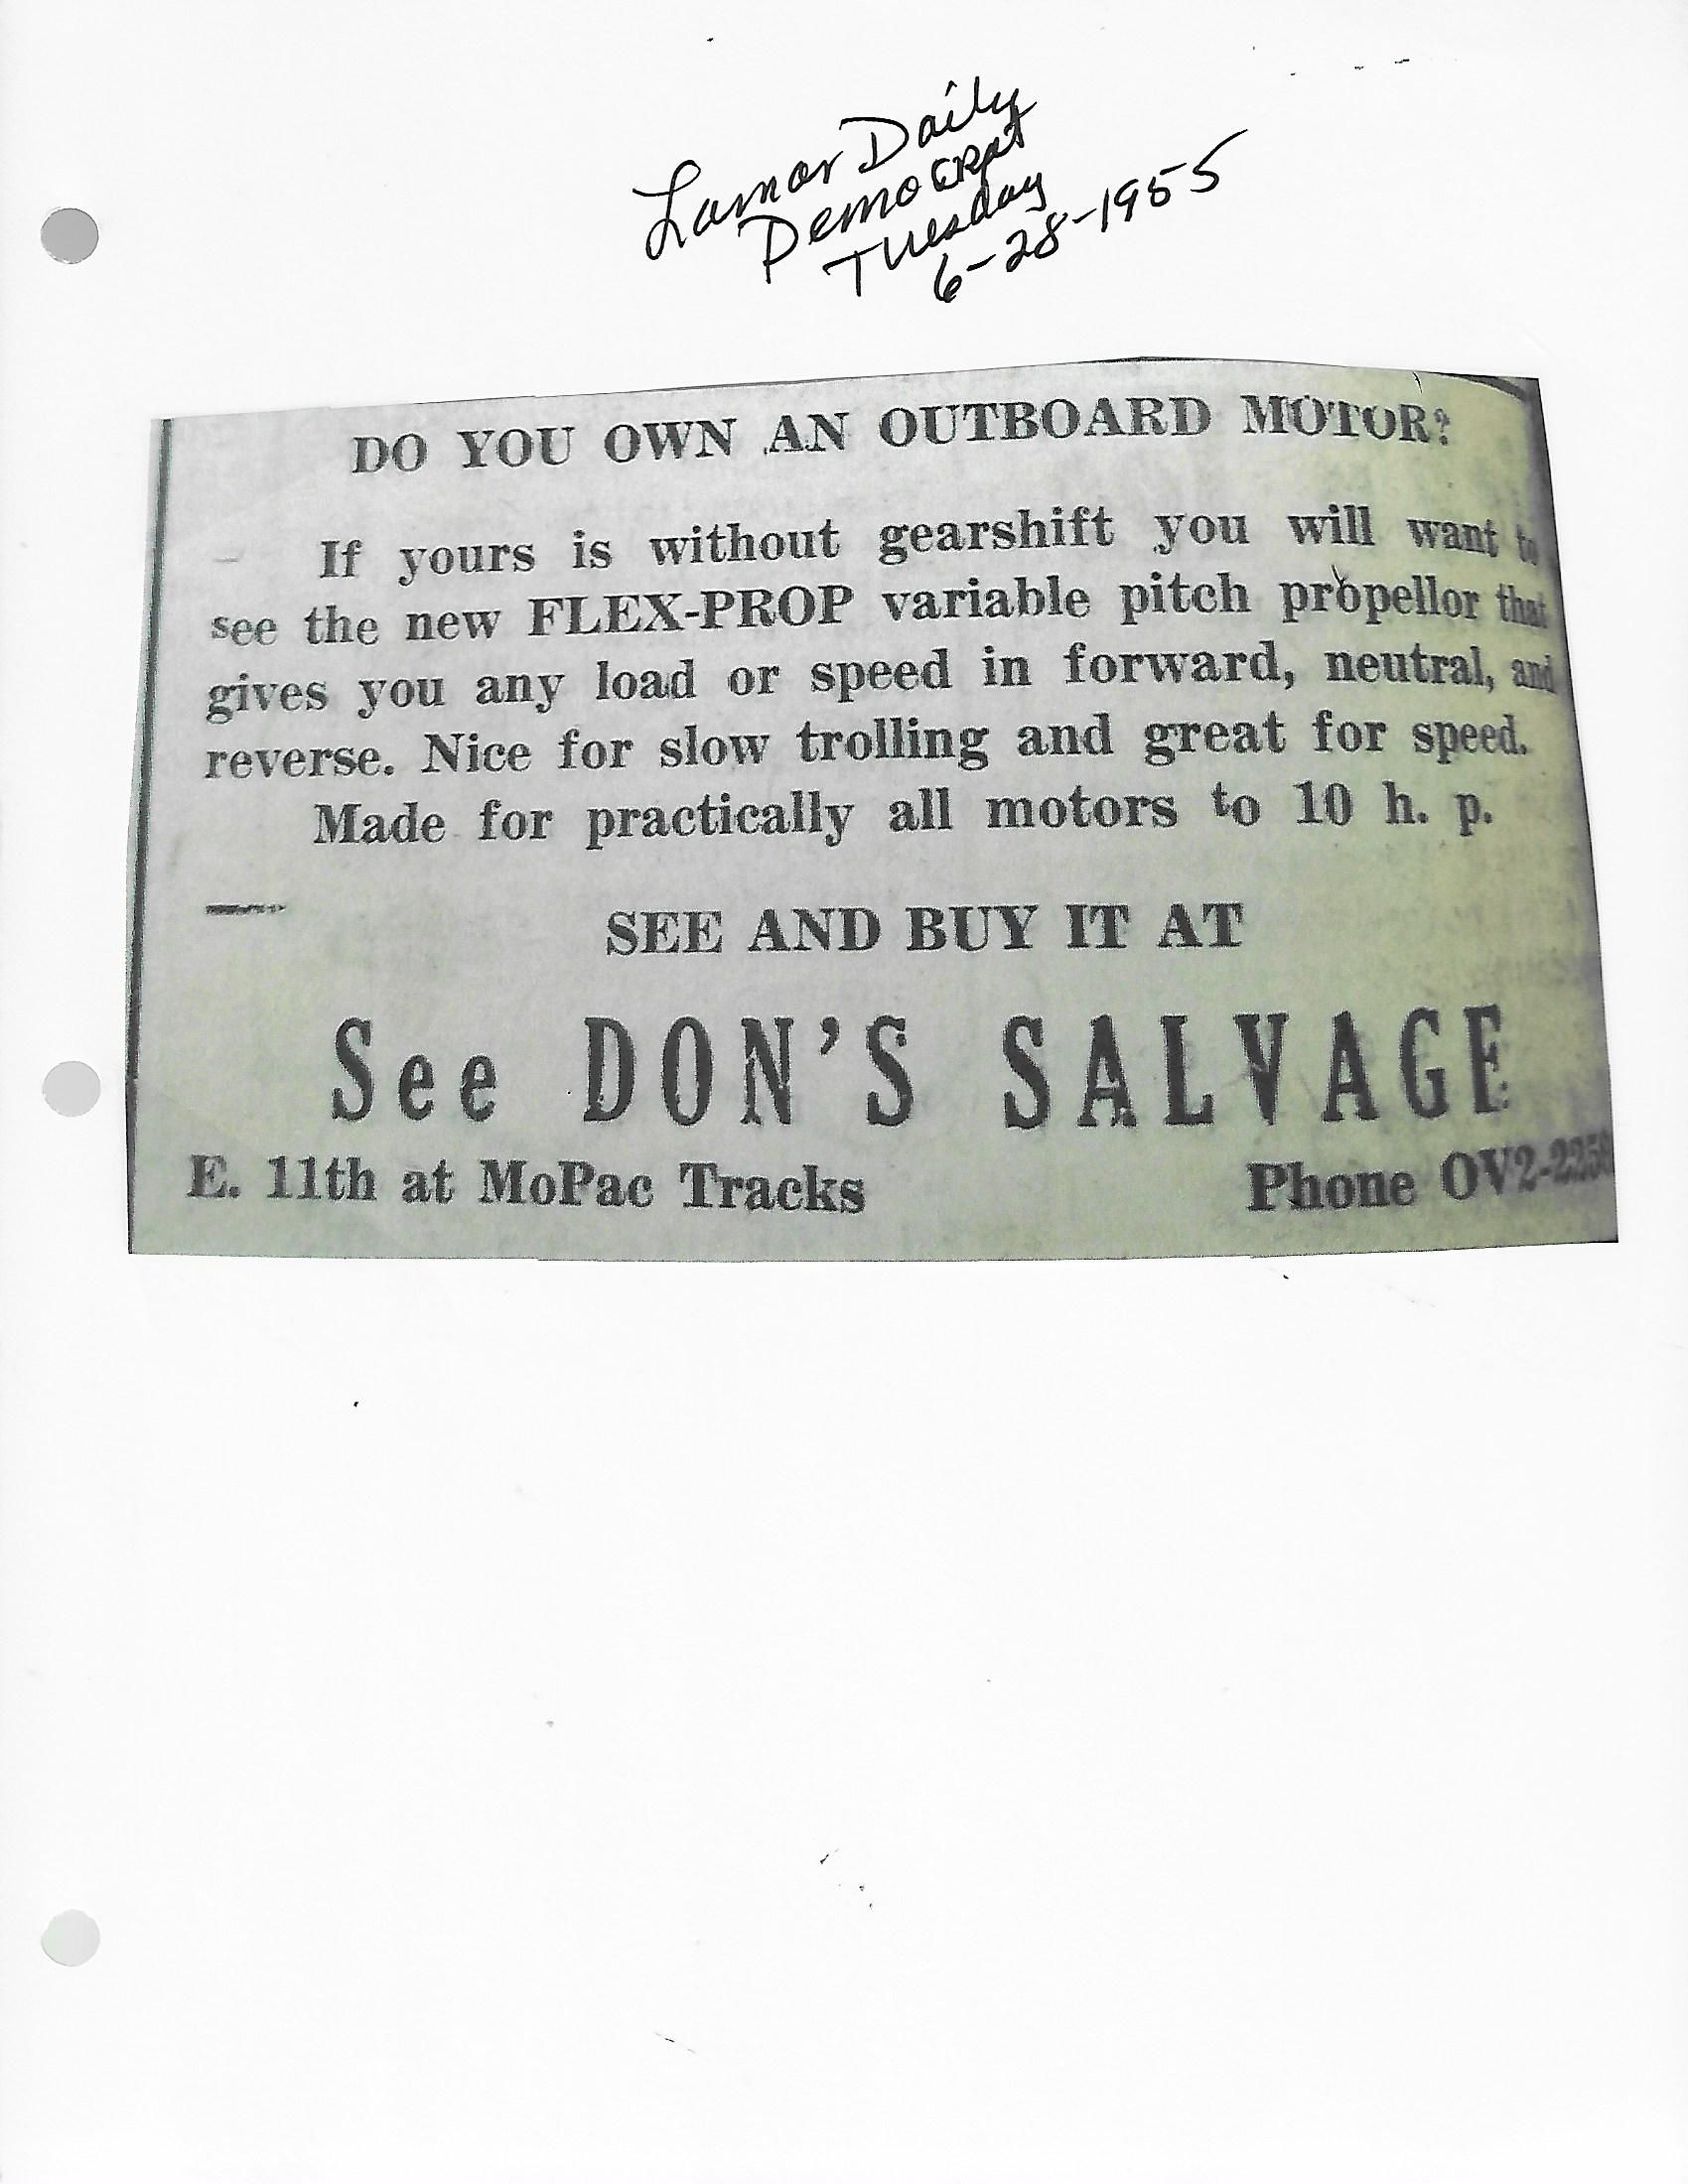 Lamar Daily
Democrat
Tuesday
6-28-1955
DO YOU OWN AN OUTBOARD MOTOR?
If yours is without gearshift you will want to
see the new FLEX-PROP variable pitch propellor that
gives you any load or speed in forward, neutral, and
reverse. Nice for slow trolling and great for speed.
Made for practically all motors to 10 h. p.
SEE AND BUY IT AT
See DON'S SALVAGE
E. 11th at MoPac Tracks Phone